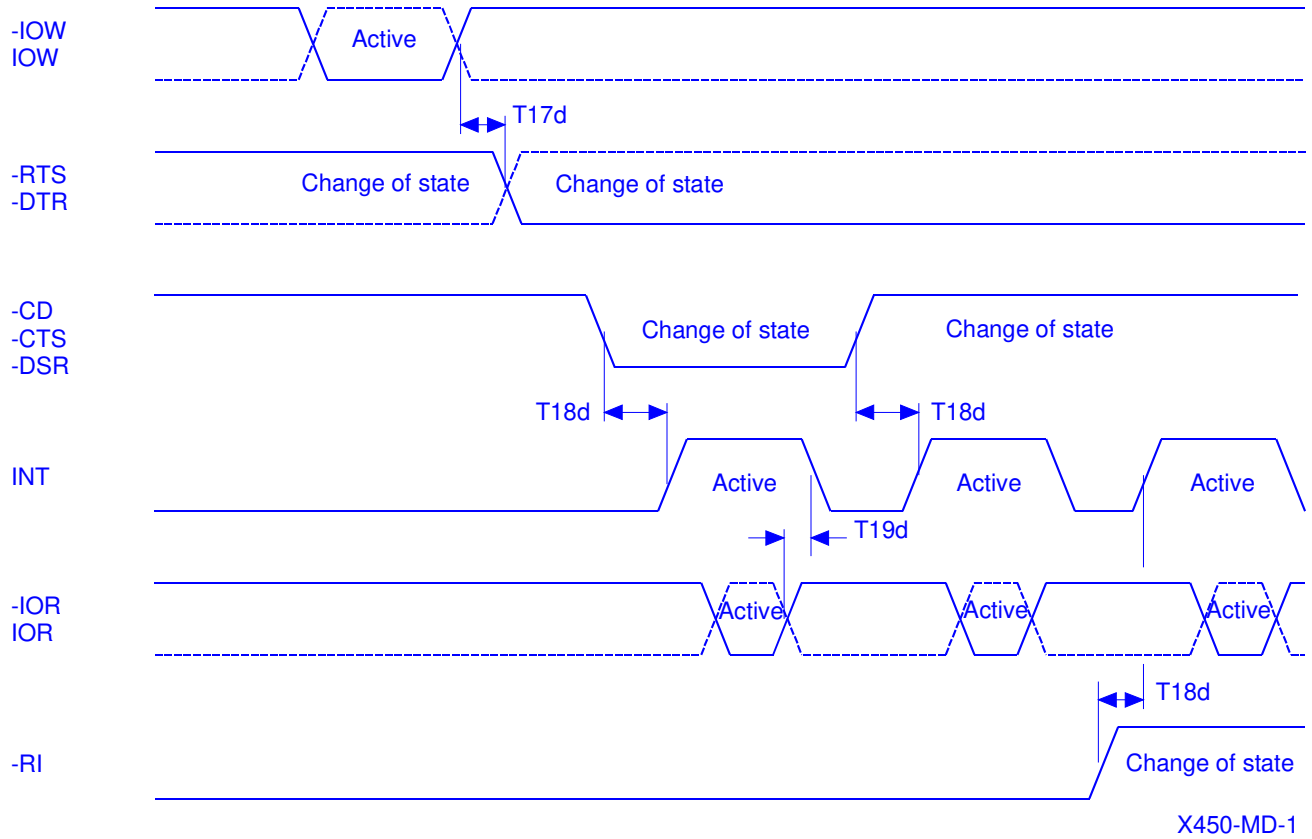 -IOW
IOW
Active
T17d
-RTS
-DTR
Change of state
Change of state
-CD
-CTS
-DSR
Change of state
Change of state
T18d
T18d
INT
Active
Active
Active
T19d
-IOR
IOR
Active
Active
Active
T18d
-RI
Change of state
X450-MD-1